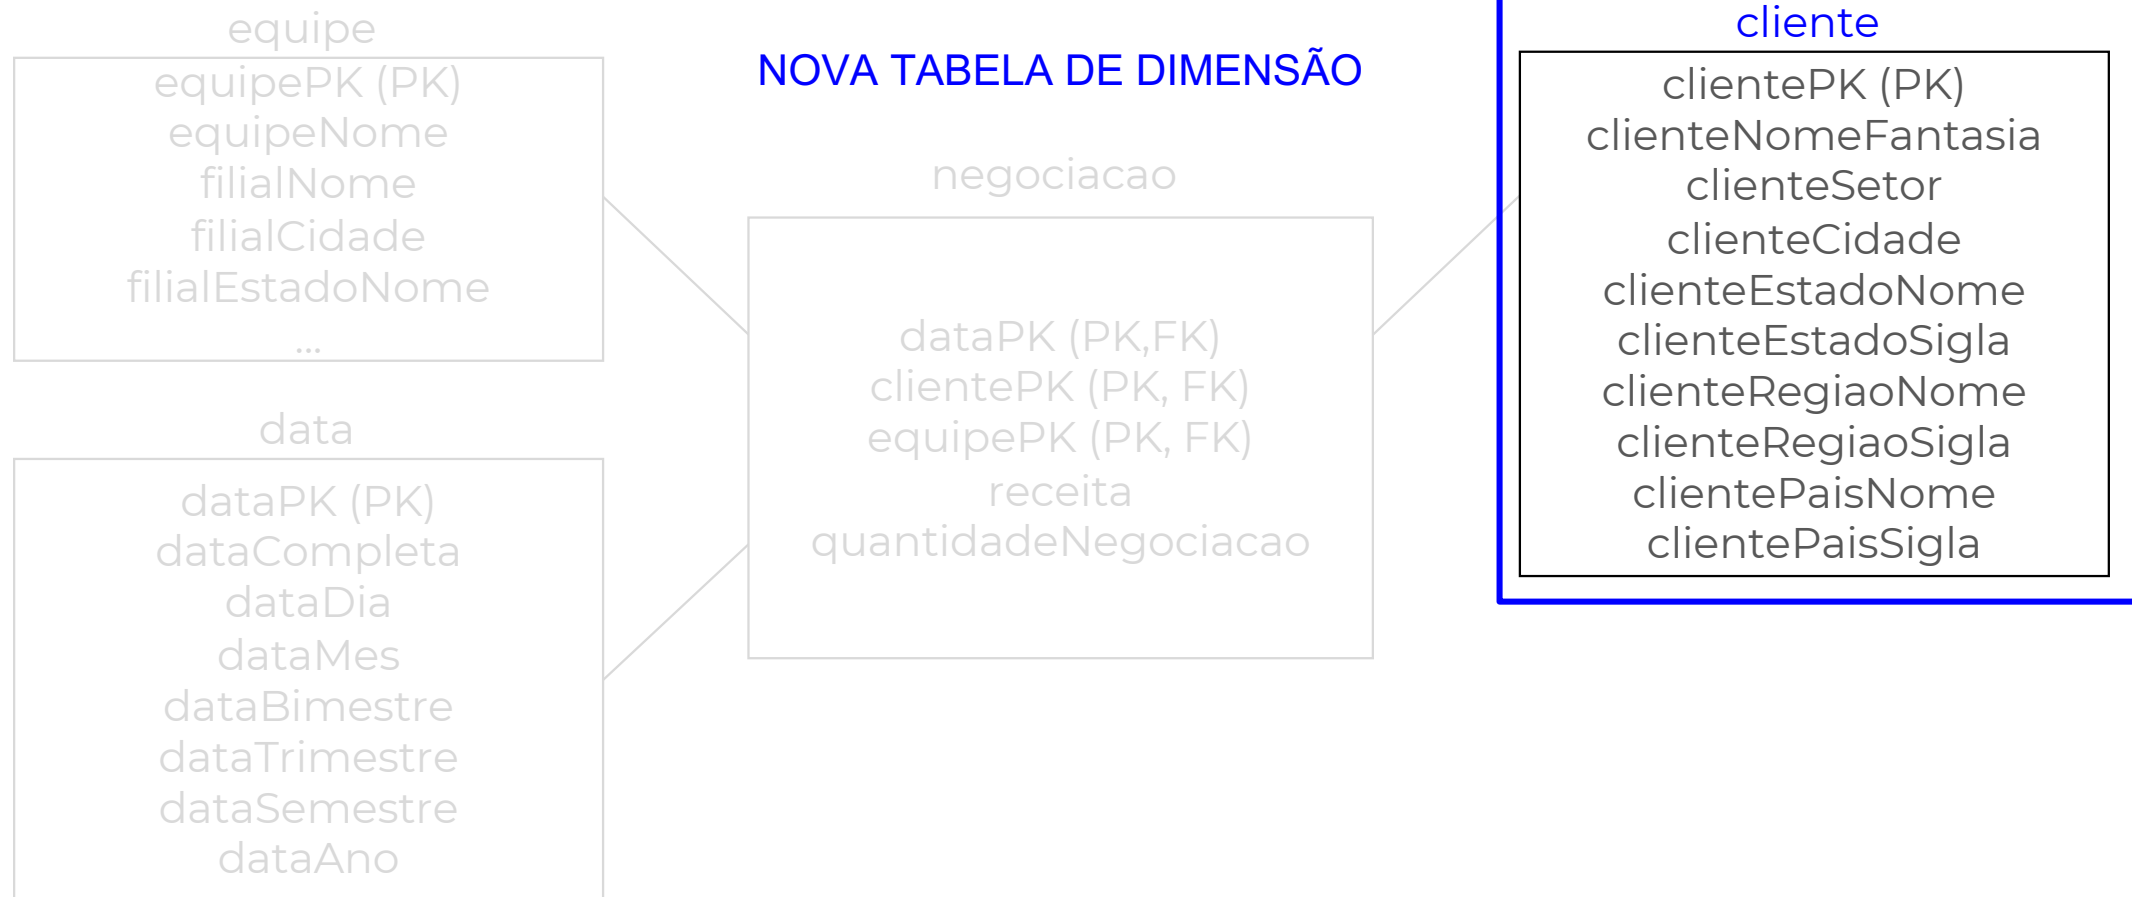 equipe
equipePK (PK)
equipeNome
filialNome
filialCidade
filialEstadoNome
...
data
dataPK (PK)
dataCompleta
dataDia
dataMes
dataBimestre
dataTrimestre
dataSemestre
dataAno
NOVA TABELA DE DIMENSÃO
negociacao
dataPK (PK,FK)
clientePK (PK, FK)
equipePK (PK, FK)
receita
quantidadeNegociacao
cliente
clientePK (PK)
clienteNomeFantasia
clienteSetor
clienteCidade
clienteEstadoNome
clienteEstadoSigla
clienteRegiaoNome
clienteRegiaoSigla
clientePaisNome
clientePaisSigla